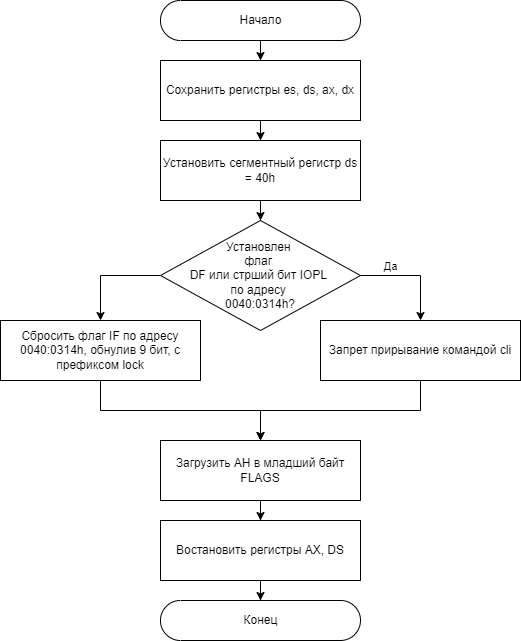 Начало
Сохранить регистры es, ds, ax, dx
Установить сегментный регистр ds
= 40h
Установлен
флаг
DF или стрший бит IOPL
по адресу
0040:0314h?
Да
Сбросить флаг IF по адресу
0040:0314h, обнулив 9 бит, с
префиксом lock
Запрет прирывание командой cli
Загрузить AH в младший байт
FLAGS
Востановить регистры AX, DS
Конец